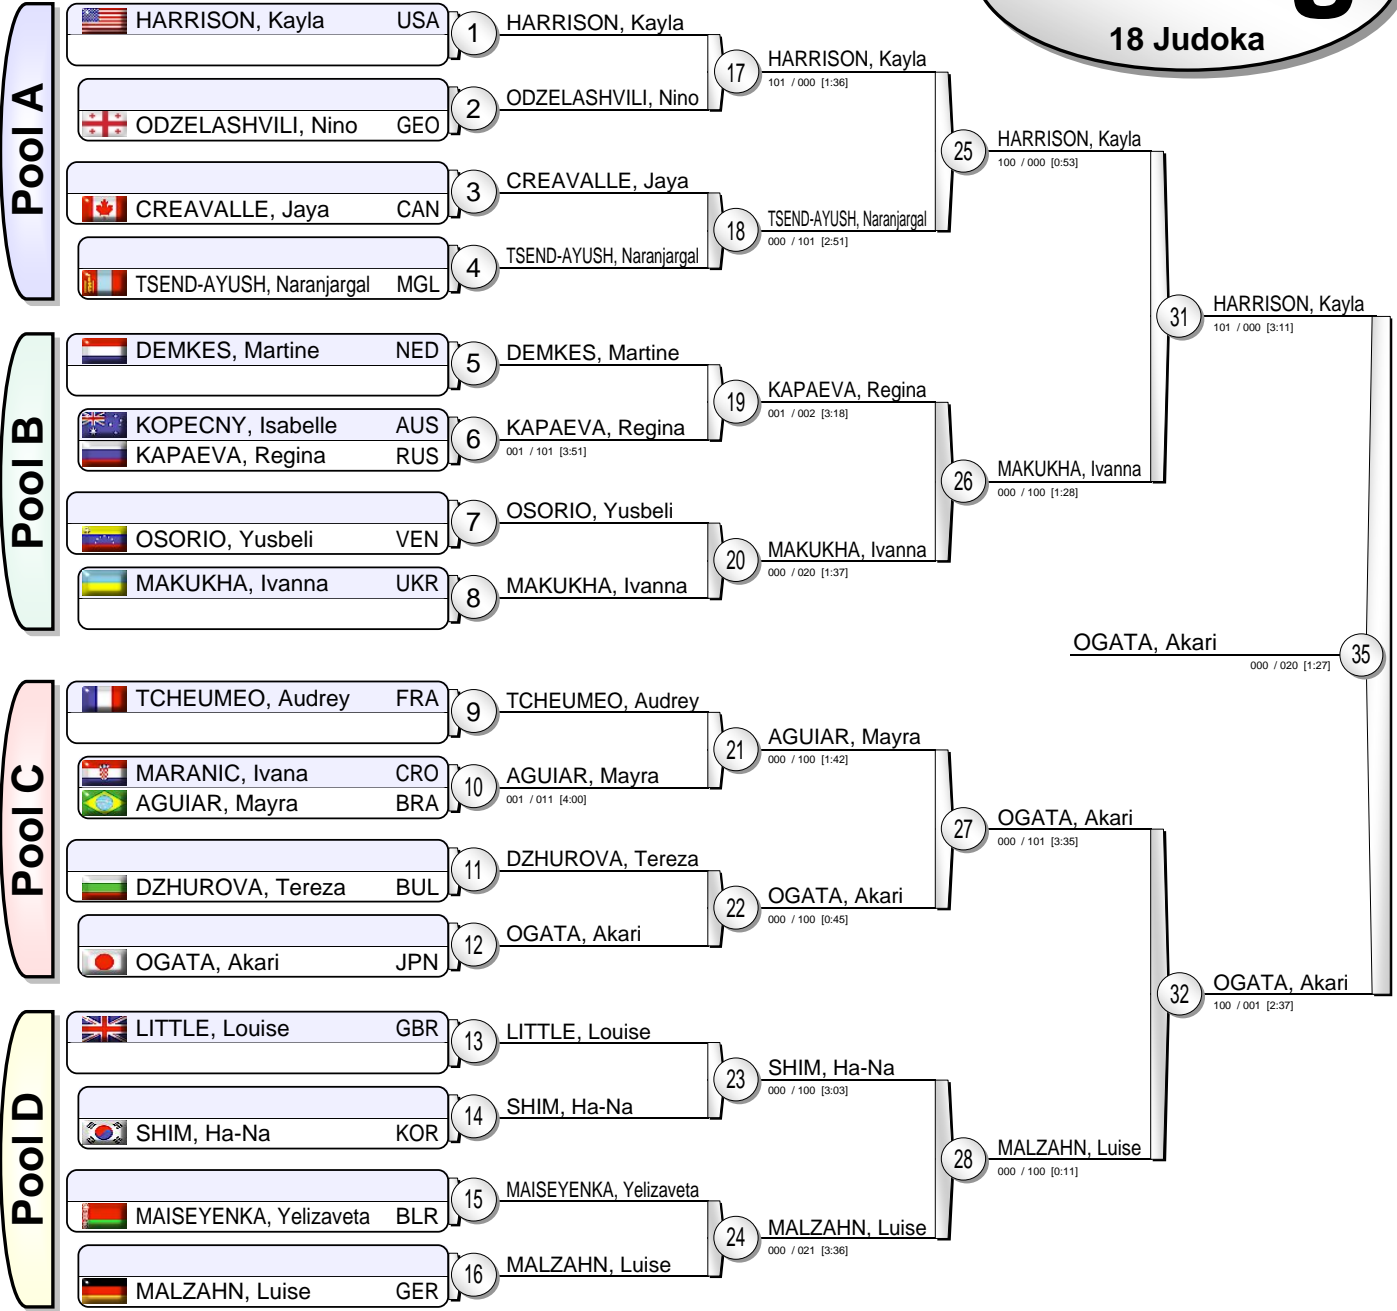 18 Judoka
Pool A
HARRISON, Kayla USA
1
HARRISON, Kayla
ODZELASHVILI, Nino GEO
2
ODZELASHVILI, Nino
17
HARRISON, Kayla
101 / 000 [1:36]
CREAVALLE, Jaya CAN
3
CREAVALLE, Jaya
TSEND-AYUSH, Naranjargal MGL
4
TSEND-AYUSH, Naranjargal
18
TSEND-AYUSH, Naranjargal
000 / 101 [2:51]
25
HARRISON, Kayla
100 / 000 [0:53]
Pool B
DEMKES, Martine NED
5
DEMKES, Martine
KOPECNY, Isabelle AUS
KAPAEVA, Regina RUS
6
KAPAEVA, Regina
001 / 101 [3:51]
19
KAPAEVA, Regina
001 / 002 [3:18]
OSORIO, Yusbeli VEN
7
OSORIO, Yusbeli
MAKUKHA, Ivanna UKR
8
MAKUKHA, Ivanna
20
MAKUKHA, Ivanna
000 / 020 [1:37]
26
MAKUKHA, Ivanna
000 / 100 [1:28]
31
HARRISON, Kayla
101 / 000 [3:11]
OGATA, Akari
000 / 020 [1:27]
35
Pool C
TCHEUMEO, Audrey FRA
9
TCHEUMEO, Audrey
MARANIC, Ivana CRO
AGUIAR, Mayra BRA
10
AGUIAR, Mayra
001 / 011 [4:00]
21
AGUIAR, Mayra
000 / 100 [1:42]
DZHUROVA, Tereza BUL
11
DZHUROVA, Tereza
OGATA, Akari JPN
12
OGATA, Akari
22
OGATA, Akari
000 / 100 [0:45]
27
OGATA, Akari
000 / 101 [3:35]
Pool D
LITTLE, Louise GBR
13
LITTLE, Louise
SHIM, Ha-Na KOR
14
SHIM, Ha-Na
23
SHIM, Ha-Na
000 / 100 [3:03]
MAISEYENKA, Yelizaveta BLR
15
MAISEYENKA, Yelizaveta
MALZAHN, Luise GER
16
MALZAHN, Luise
24
MALZAHN, Luise
000 / 021 [3:36]
28
MALZAHN, Luise
000 / 100 [0:11]
32
OGATA, Akari
100 / 001 [2:37]